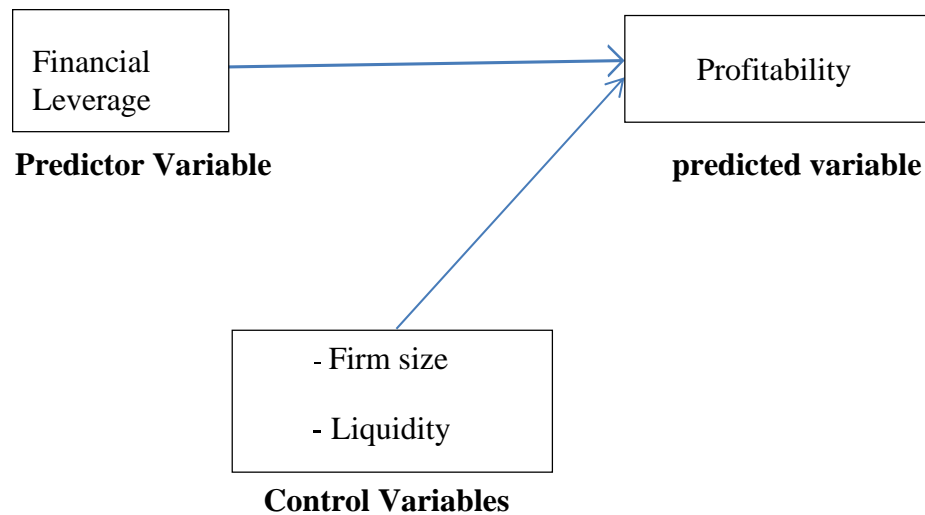 Financial
Leverage
Profitability
Predictor Variable
predicted variable
- Firm size
- Liquidity
Control Variables